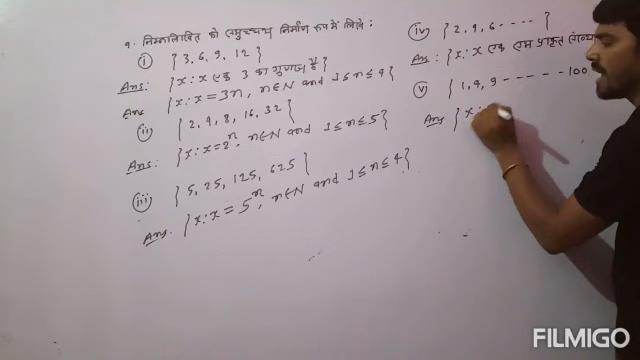 १. निम्नलिखित को समुच्चय निर्माण रूप में लिखें :
(i) {3, 6, 9, 12}
Ans: {x : x एक 3 का गुणज है}
Ans {x : x = 3n, n∈N and 1≤n≤4}
(ii) {2, 4, 8, 16, 32}
Ans: {x : x = 2ⁿ, n∈N and 1≤n≤5}
(iii) {5, 25, 125, 625}
Ans. {x : x = 5ⁿ, n∈N and 1≤n≤4}
(iv) {2, 4, 6 - - - -}
Ans: {x : x एक सम प्राकृत संख्या
(v) {1, 4, 9 - - - - - 100
Ans {x :
FILMIGO